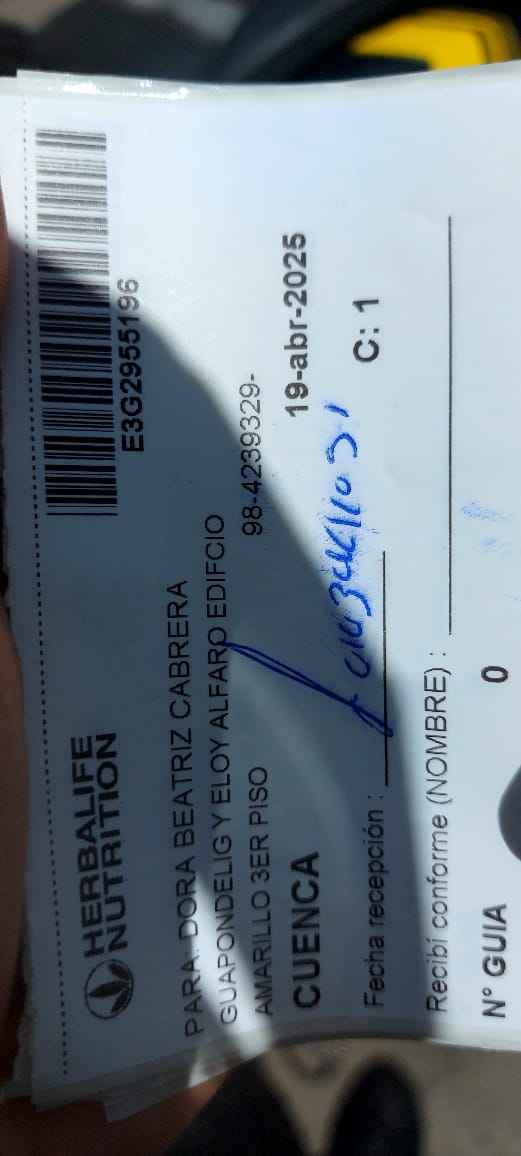 HERBALIFE
NUTRITION
E3G2955196
PARA: DORA BEATRIZ CABRERA
GUAPONDELIG Y ELOY ALFARO EDIFCIO
AMARILLO 3ER PISO
98-4239329-
CUENCA
19-abr-2025
Fecha recepción :
C: 1
Recibí conforme (NOMBRE) :
N° GUIA
0